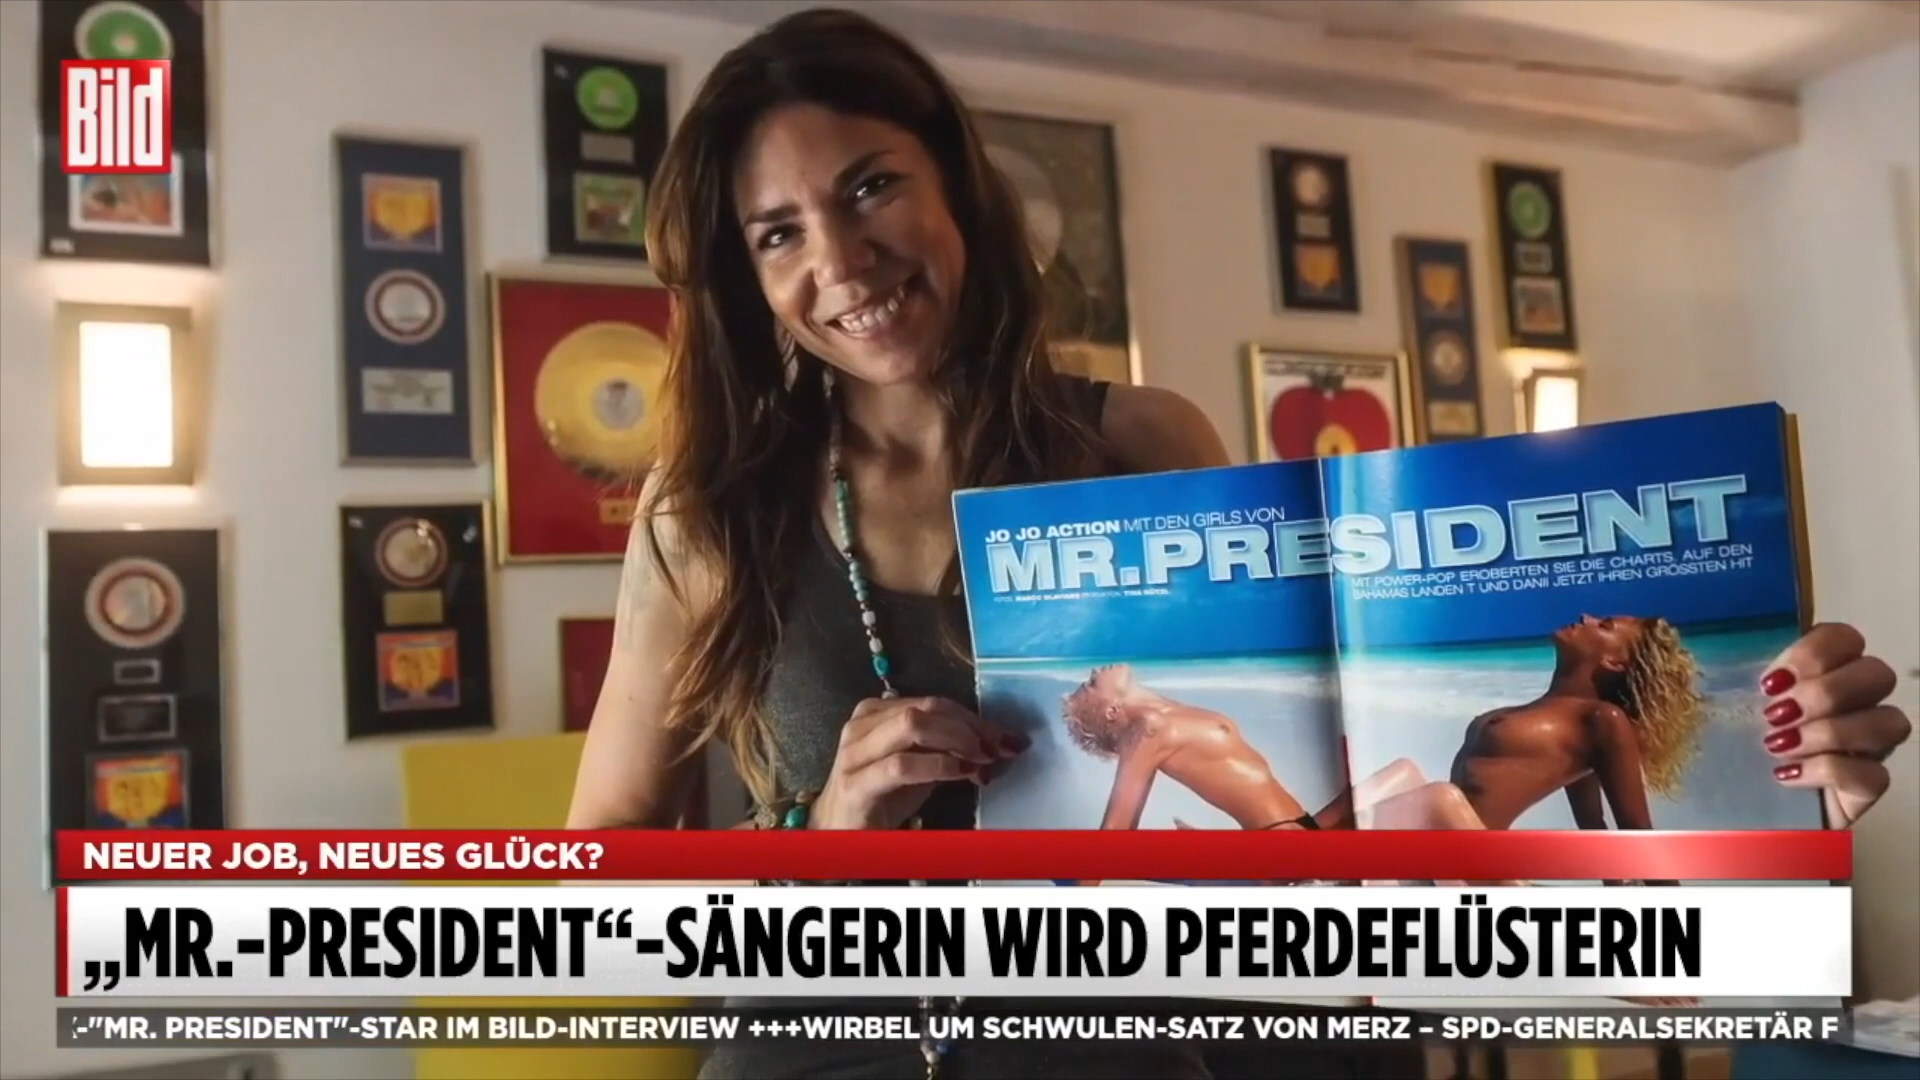 Bild
JO JO ACTION MIT DEN GIRLS VON
MR.PRESIDENT
MIT POWER-POP EROBERTEN SIE DIE CHARTS. AUF DEN
BAHAMAS LANDEN T UND DANII JETZT IHREN GRÖSSTEN HIT
NEUER JOB, NEUES GLÜCK?
„MR.-PRESIDENT“-SÄNGERIN WIRD PFERDEFLÜSTERIN
-"MR. PRESIDENT"-STAR IM BILD-INTERVIEW +++WIRBEL UM SCHWULEN-SATZ VON MERZ – SPD-GENERALSEKRETÄR F